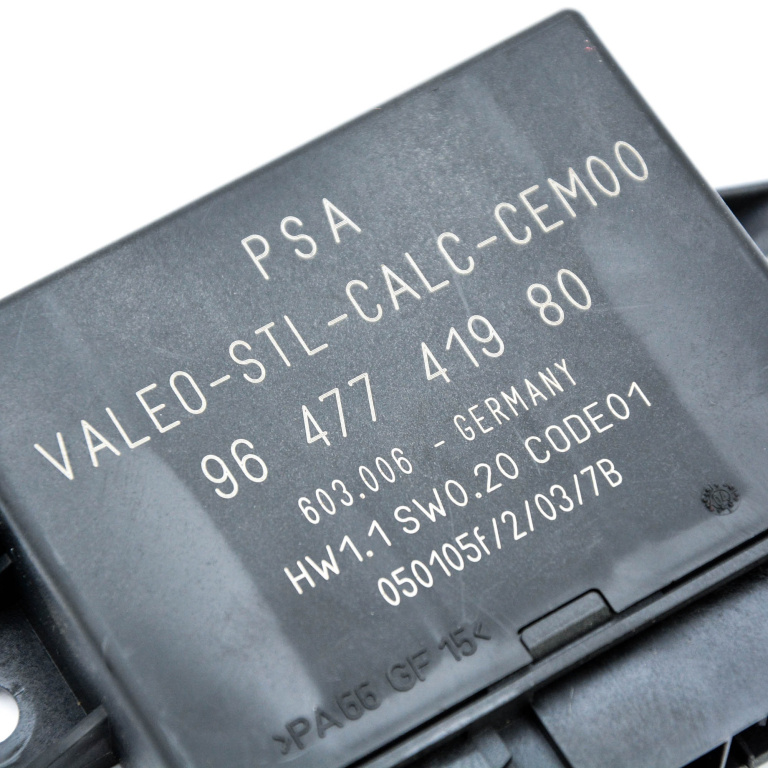 PSA
VALEO-STL-CALC-CEM00
96 477 419 80
603.006 - GERMANY
HW1.1 SW0.20 CODE01
050105f/2/03/7B
>PA66 GF 15<